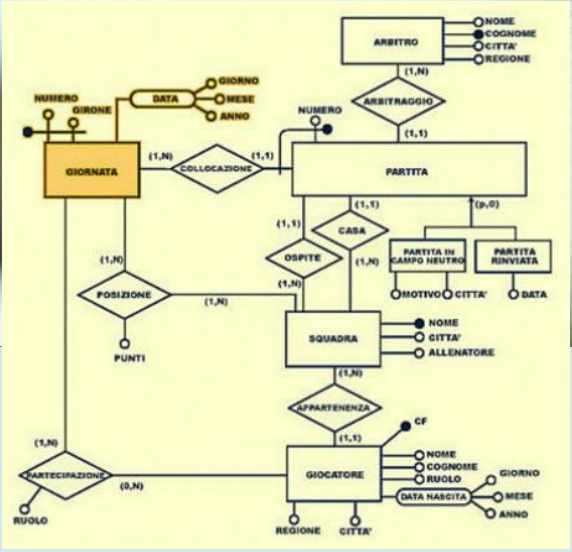 NOME
COGNOME
CITTA'
REGIONE
ARBITRO
(1,N)
ARBITRAGGIO
(1,1)
GIORNO
DATA
MESE
ANNO
NUMERO
GIRONE
NUMERO
GIORNATA
(1,N)
COLLOCAZIONE
(1,1)
PARTITA
(1,1)
(1,1)
(p,0)
CASA
OSPITE
(1,N)
(1,N)
PARTITA IN
CAMPO NEUTRO
PARTITA
RINVIATA
MOTIVO
CITTA'
DATA
(1,N)
POSIZIONE
(1,N)
PUNTI
SQUADRA
NOME
CITTA'
ALLENATORE
(1,N)
APPARTENENZA
(1,1)
CF
(1,N)
PARTECIPAZIONE
(0,N)
RUOLO
GIOCATORE
NOME
COGNOME
RUOLO
DATA NASCITA
GIORNO
MESE
ANNO
REGIONE
CITTA'